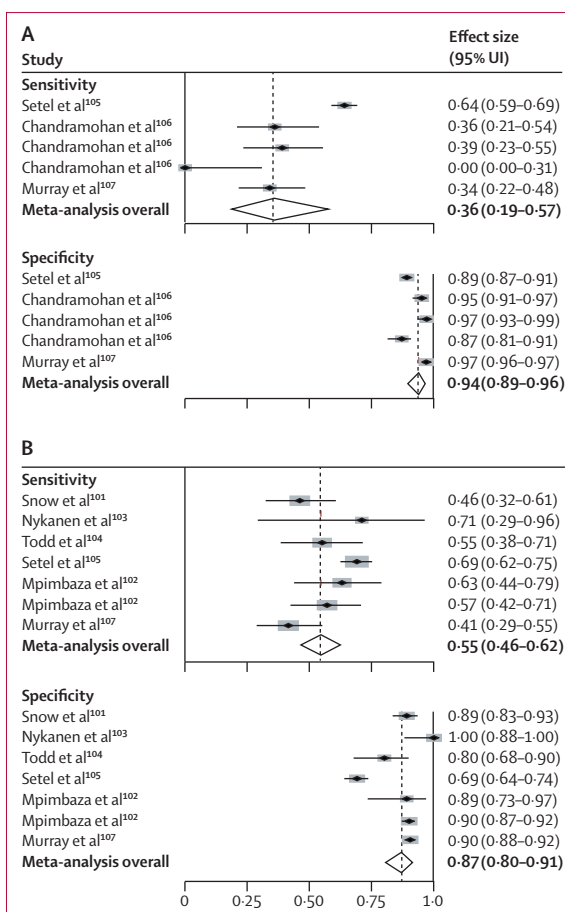 A
Study
Effect size
(95% UI)
Sensitivity
Setel et al¹⁰⁵ 0·64 (0·59–0·69)
Chandramohan et al¹⁰⁶ 0·36 (0·21–0·54)
Chandramohan et al¹⁰⁶ 0·39 (0·23–0·55)
Chandramohan et al¹⁰⁶ 0·00 (0·00–0·31)
Murray et al¹⁰⁷ 0·34 (0·22–0·48)
Meta-analysis overall 0·36 (0·19–0·57)
Specificity
Setel et al¹⁰⁵ 0·89 (0·87–0·91)
Chandramohan et al¹⁰⁶ 0·95 (0·91–0·97)
Chandramohan et al¹⁰⁶ 0·97 (0·93–0·99)
Chandramohan et al¹⁰⁶ 0·87 (0·81–0·91)
Murray et al¹⁰⁷ 0·97 (0·96–0·97)
Meta-analysis overall 0·94 (0·89–0·96)
B
Sensitivity
Snow et al¹⁰¹ 0·46 (0·32–0·61)
Nykanen et al¹⁰³ 0·71 (0·29–0·96)
Todd et al¹⁰⁴ 0·55 (0·38–0·71)
Setel et al¹⁰⁵ 0·69 (0·62–0·75)
Mpimbaza et al¹⁰² 0·63 (0·44–0·79)
Mpimbaza et al¹⁰² 0·57 (0·42–0·71)
Murray et al¹⁰⁷ 0·41 (0·29–0·55)
Meta-analysis overall 0·55 (0·46–0·62)
Specificity
Snow et al¹⁰¹ 0·89 (0·83–0·93)
Nykanen et al¹⁰³ 1·00 (0·88–1·00)
Todd et al¹⁰⁴ 0·80 (0·68–0·90)
Setel et al¹⁰⁵ 0·69 (0·64–0·74)
Mpimbaza et al¹⁰² 0·89 (0·73–0·97)
Mpimbaza et al¹⁰² 0·90 (0·87–0·92)
Murray et al¹⁰⁷ 0·90 (0·88–0·92)
Meta-analysis overall 0·87 (0·80–0·91)
0 0·25 0·50 0·75 1·0